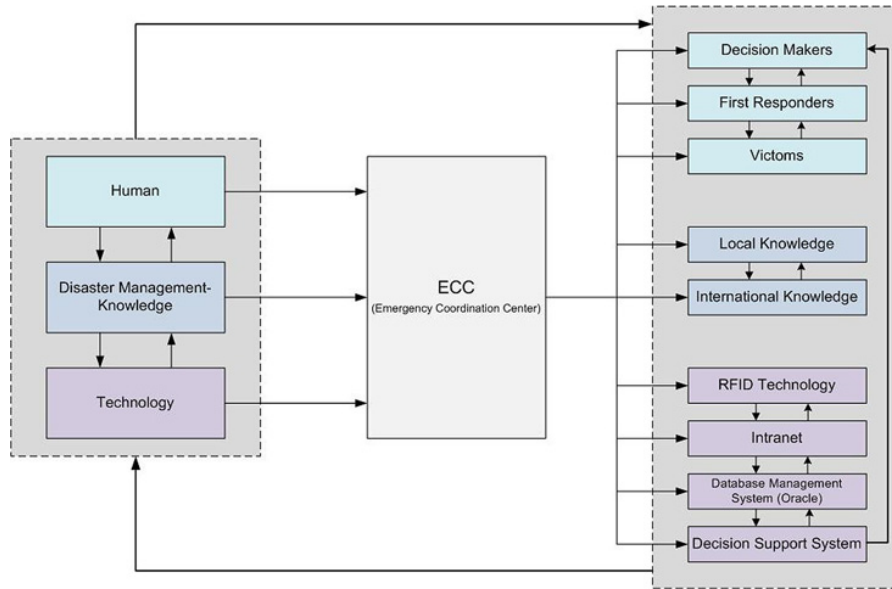 Human
Disaster Management-
Knowledge
Technology
ECC
(Emergency Coordination Center)
Decision Makers
First Responders
Victoms
Local Knowledge
International Knowledge
RFID Technology
Intranet
Database Management
System (Oracle)
Decision Support System